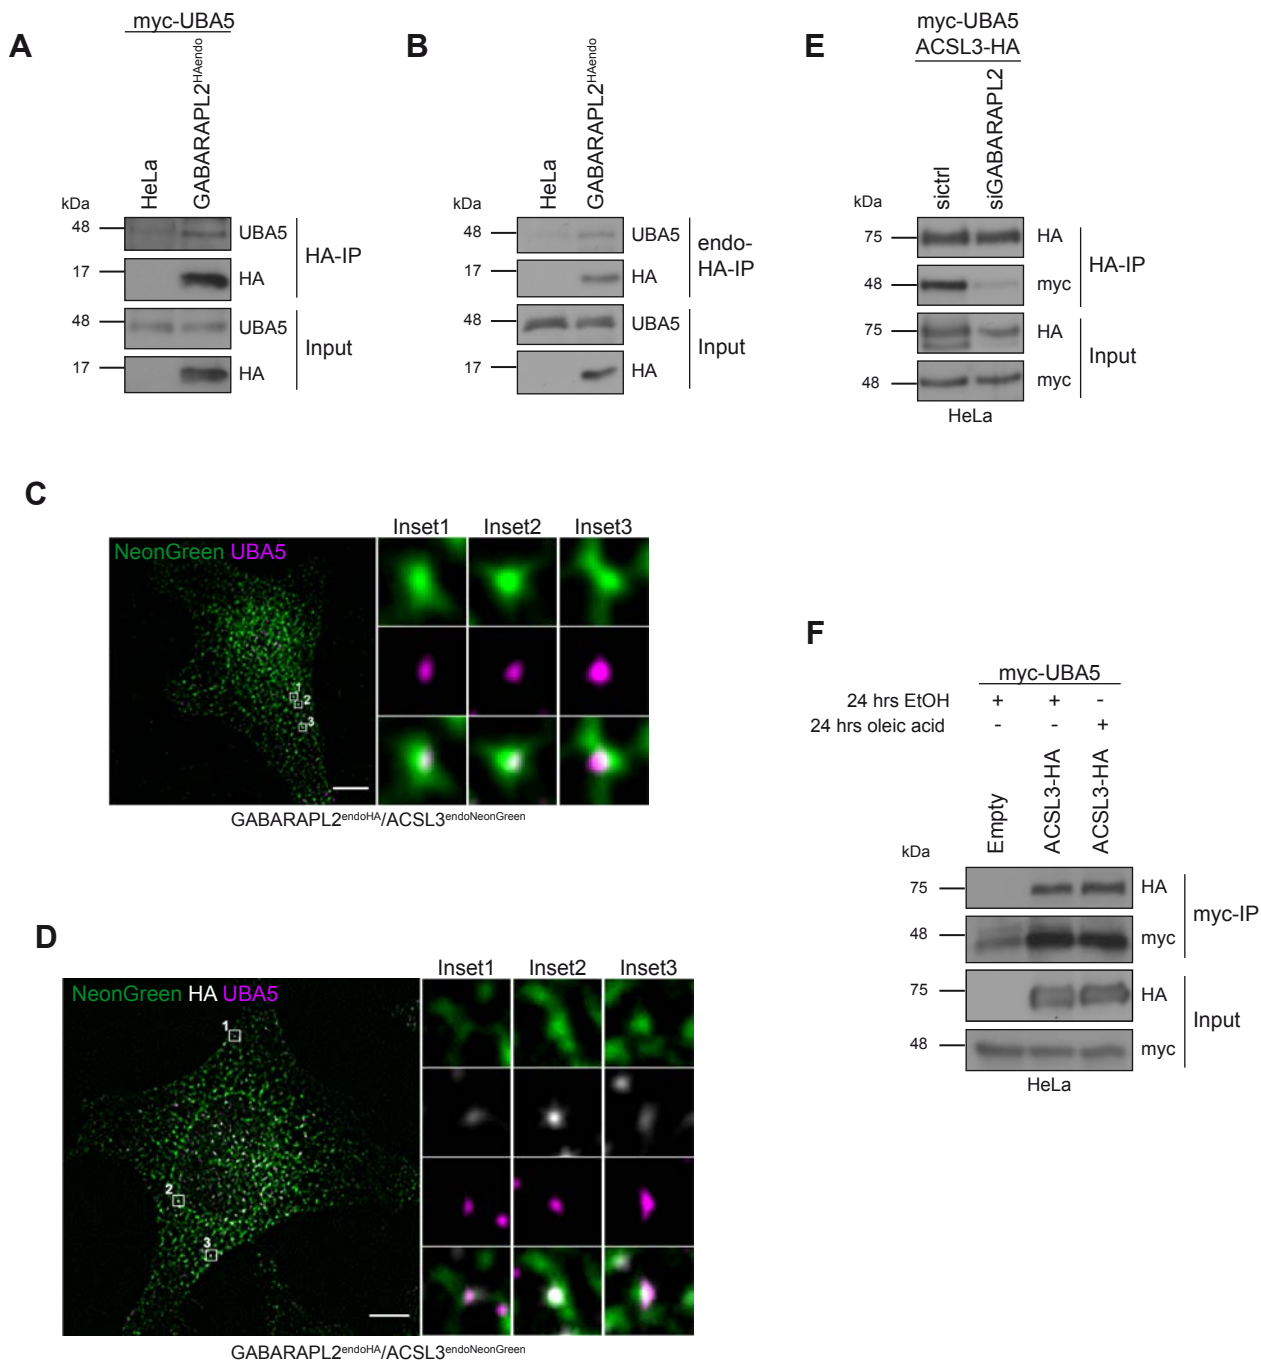 A
myc-UBA5
HeLa
GABARAPL2HAendo
kDa
48
UBA5
17
HA
HA-IP
48
UBA5
17
HA
Input
B
HeLa
GABARAPL2HAendo
kDa
48
UBA5
17
HA
endo-
HA-IP
48
UBA5
17
HA
Input
E
myc-UBA5
ACSL3-HA
sictrl
siGABARAPL2
kDa
75
HA
48
myc
HA-IP
75
HA
48
myc
Input
HeLa
C
NeonGreen UBA5
Inset1 Inset2 Inset3
1
2
3
GABARAPL2endoHA/ACSL3endoNeonGreen
D
NeonGreen HA UBA5
Inset1 Inset2 Inset3
1
2
3
GABARAPL2endoHA/ACSL3endoNeonGreen
F
myc-UBA5
24 hrs EtOH + + -
24 hrs oleic acid - - +
Empty
ACSL3-HA
ACSL3-HA
kDa
75
HA
48
myc
myc-IP
75
HA
48
myc
Input
HeLa